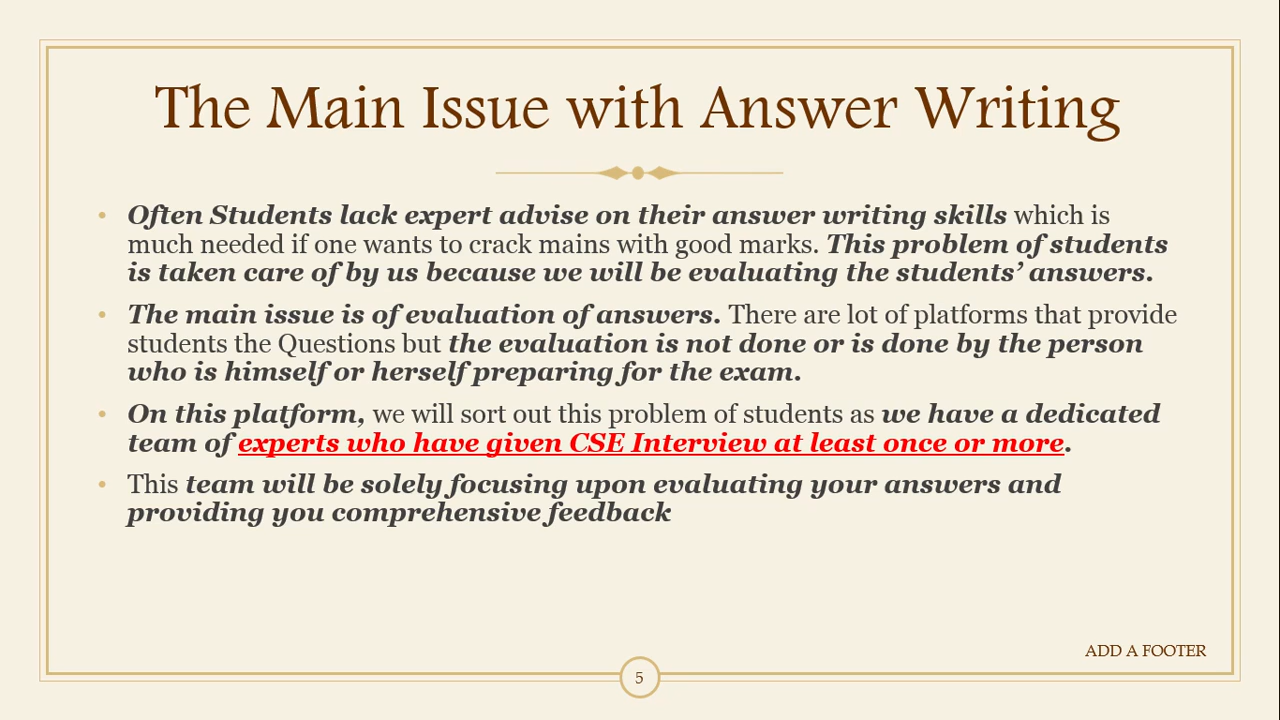 The Main Issue with Answer Writing
• Often Students lack expert advise on their answer writing skills which is
much needed if one wants to crack mains with good marks. This problem of students
is taken care of by us because we will be evaluating the students’ answers.
• The main issue is of evaluation of answers. There are lot of platforms that provide
students the Questions but the evaluation is not done or is done by the person
who is himself or herself preparing for the exam.
• On this platform, we will sort out this problem of students as we have a dedicated
team of experts who have given CSE Interview at least once or more.
• This team will be solely focusing upon evaluating your answers and
providing you comprehensive feedback
ADD A FOOTER
5